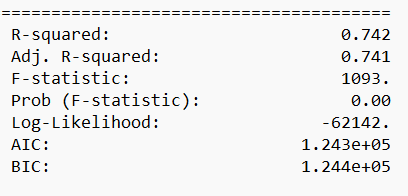 ==========================================
R-squared: 0.742
Adj. R-squared: 0.741
F-statistic: 1093.
Prob (F-statistic): 0.00
Log-Likelihood: -62142.
AIC: 1.243e+05
BIC: 1.244e+05